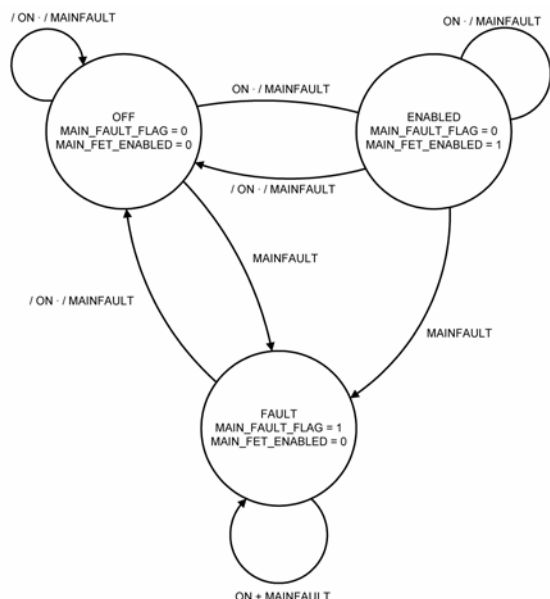 / ON · / MAINFAULT
ON · / MAINFAULT
ON · / MAINFAULT
OFF
MAIN_FAULT_FLAG = 0
MAIN_FET_ENABLED = 0
ENABLED
MAIN_FAULT_FLAG = 0
MAIN_FET_ENABLED = 1
/ ON · / MAINFAULT
MAINFAULT
/ ON · / MAINFAULT
MAINFAULT
FAULT
MAIN_FAULT_FLAG = 1
MAIN_FET_ENABLED = 0
ON + MAINFAULT